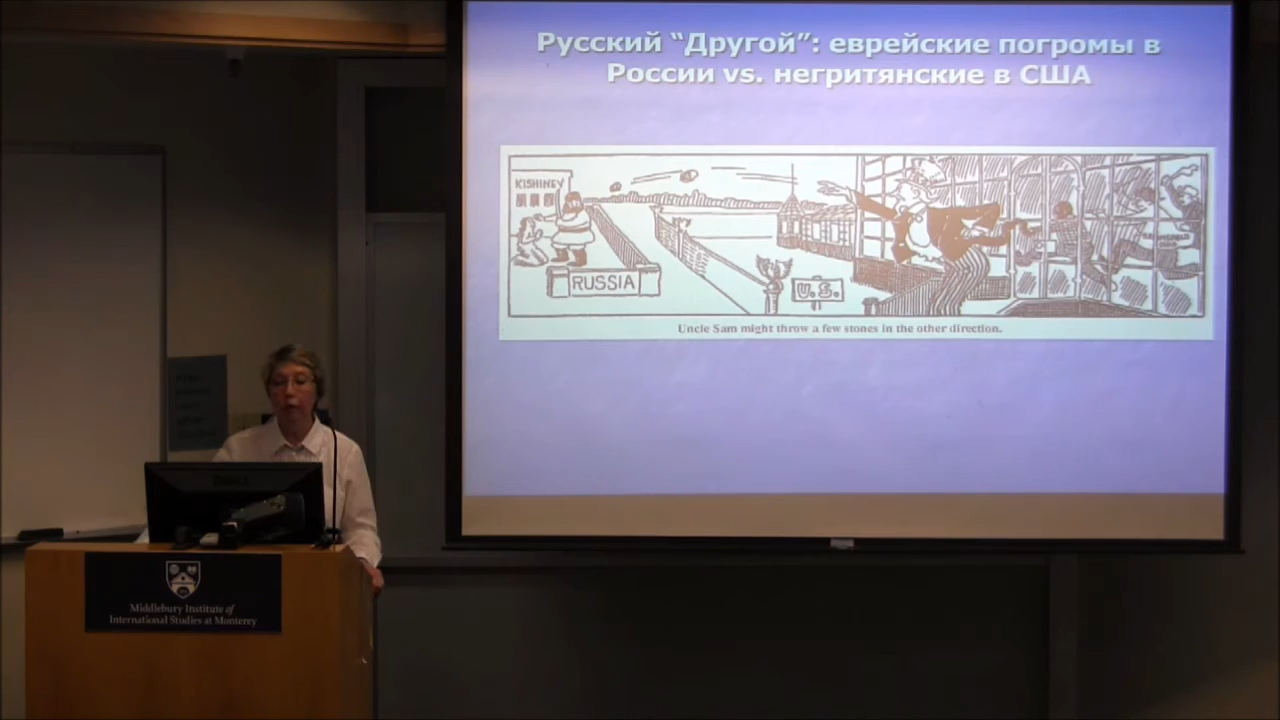 Русский “Другой”: еврейские погромы в
России vs. негритянские в США
KISHINEV
RUSSIA
U.S.
Uncle Sam might throw a few stones in the other direction.
Middlebury Institute of
International Studies at Monterey